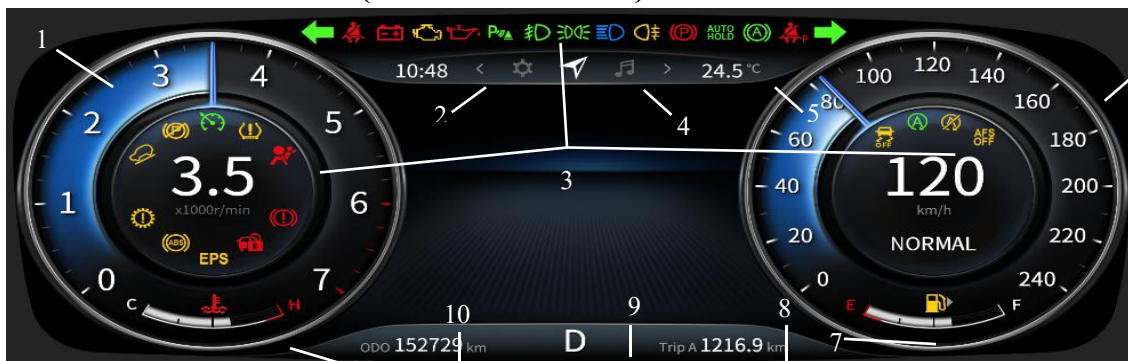 AUTO
HOLD
P
10:48 < > 24.5°C
1
2
3
4
5
7
8
9
10
0 1 2 3 4 5 6 7
3.5
x1000r/min
ABS
EPS
C H
0 20 40 60 80 100 120 140 160 180 200 220 240
OFF
A
AFS
OFF
120
km/h
NORMAL
E F
ODO 152729 km
D
Trip A 1216.9 km